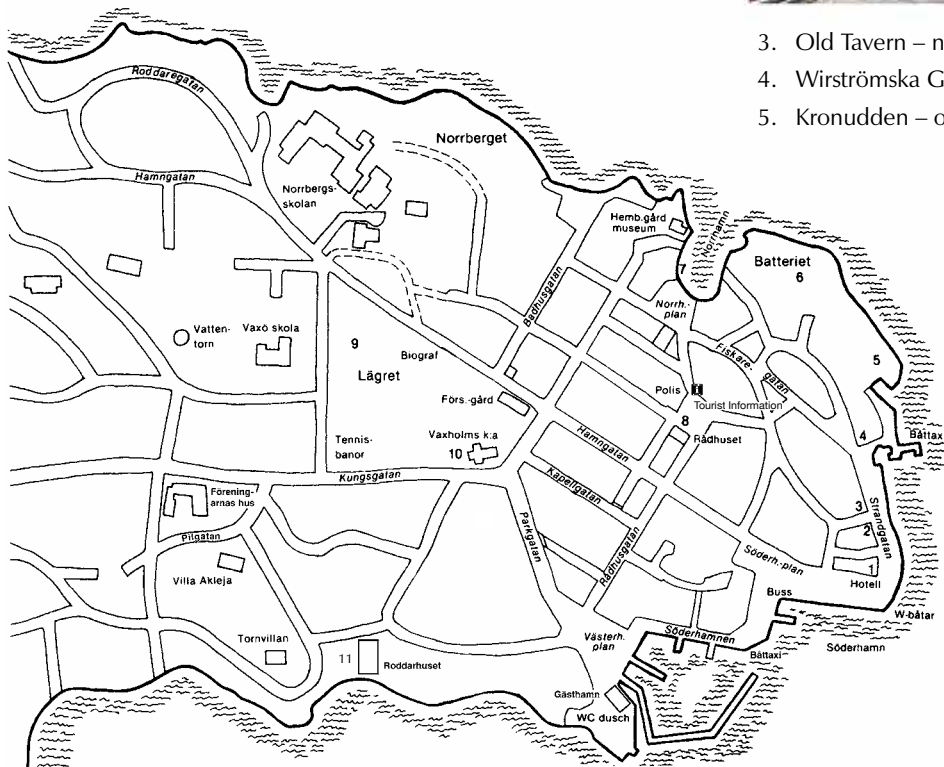 3. Old Tavern – n
4. Wirströmska G
5. Kronudden – o
Roddaregatan
Norrberget
Hamngatan
Norrbergs-
skolan
Hemb.gård
museum
Norrhamn
Batteriet
6
7
Badhusgatan
Norrh.-
plan
Vatten-
torn
Vaxö skola
9
Lägret
Biograf
Fiskare-
gatan
5
Polis
i
Tourist Information
Förs.-gård
8
Rådhuset
4
Båttaxi
Tennis-
banor
Vaxholms k:a
10
Hamngatan
Kungsgatan
Kapellgatan
Förening-
arnas hus
Parkgatan
Rådhusgatan
3
Strandgatan
2
Pilgatan
Söderh.-plan
1
Hotell
Villa Akleja
Buss
W-båtar
Tornvillan
Västerh.
plan
Söderhamnen
Söderhamn
11
Roddarhuset
Båttaxi
Gästhamn
WC dusch